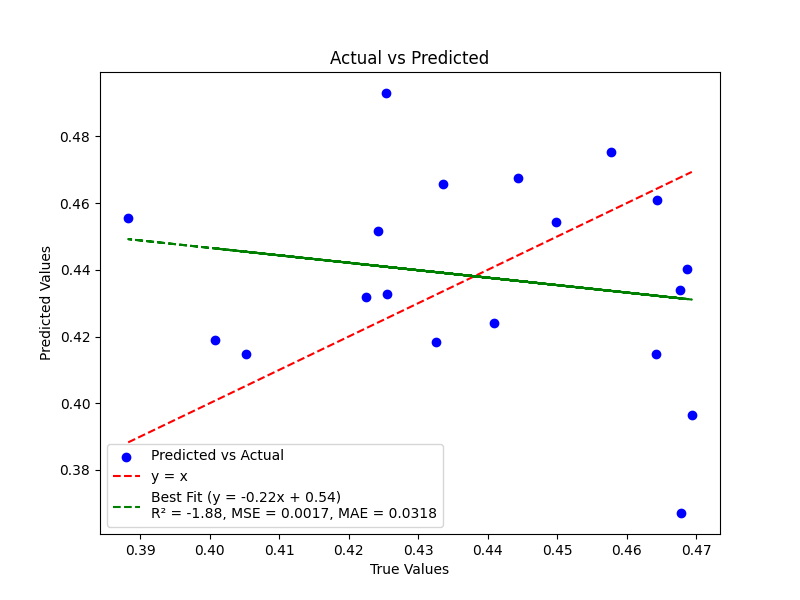 Actual vs Predicted
Predicted Values
0.48
0.46
0.44
0.42
0.40
0.38
Predicted vs Actual
y = x
Best Fit (y = -0.22x + 0.54)
R² = -1.88, MSE = 0.0017, MAE = 0.0318
0.39 0.40 0.41 0.42 0.43 0.44 0.45 0.46 0.47
True Values